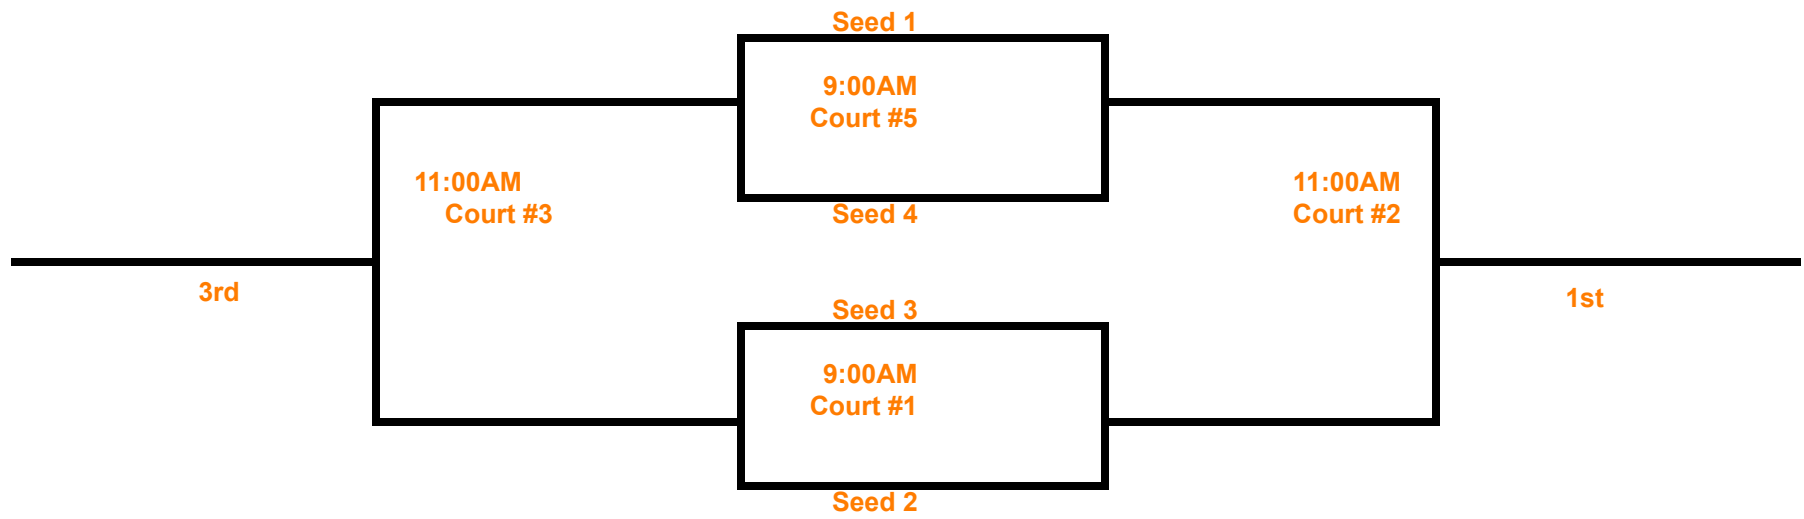 Seed 1
9:00AM
Court #5
11:00AM
Court #3
Seed 4
11:00AM
Court #2
3rd
1st
Seed 3
9:00AM
Court #1
Seed 2